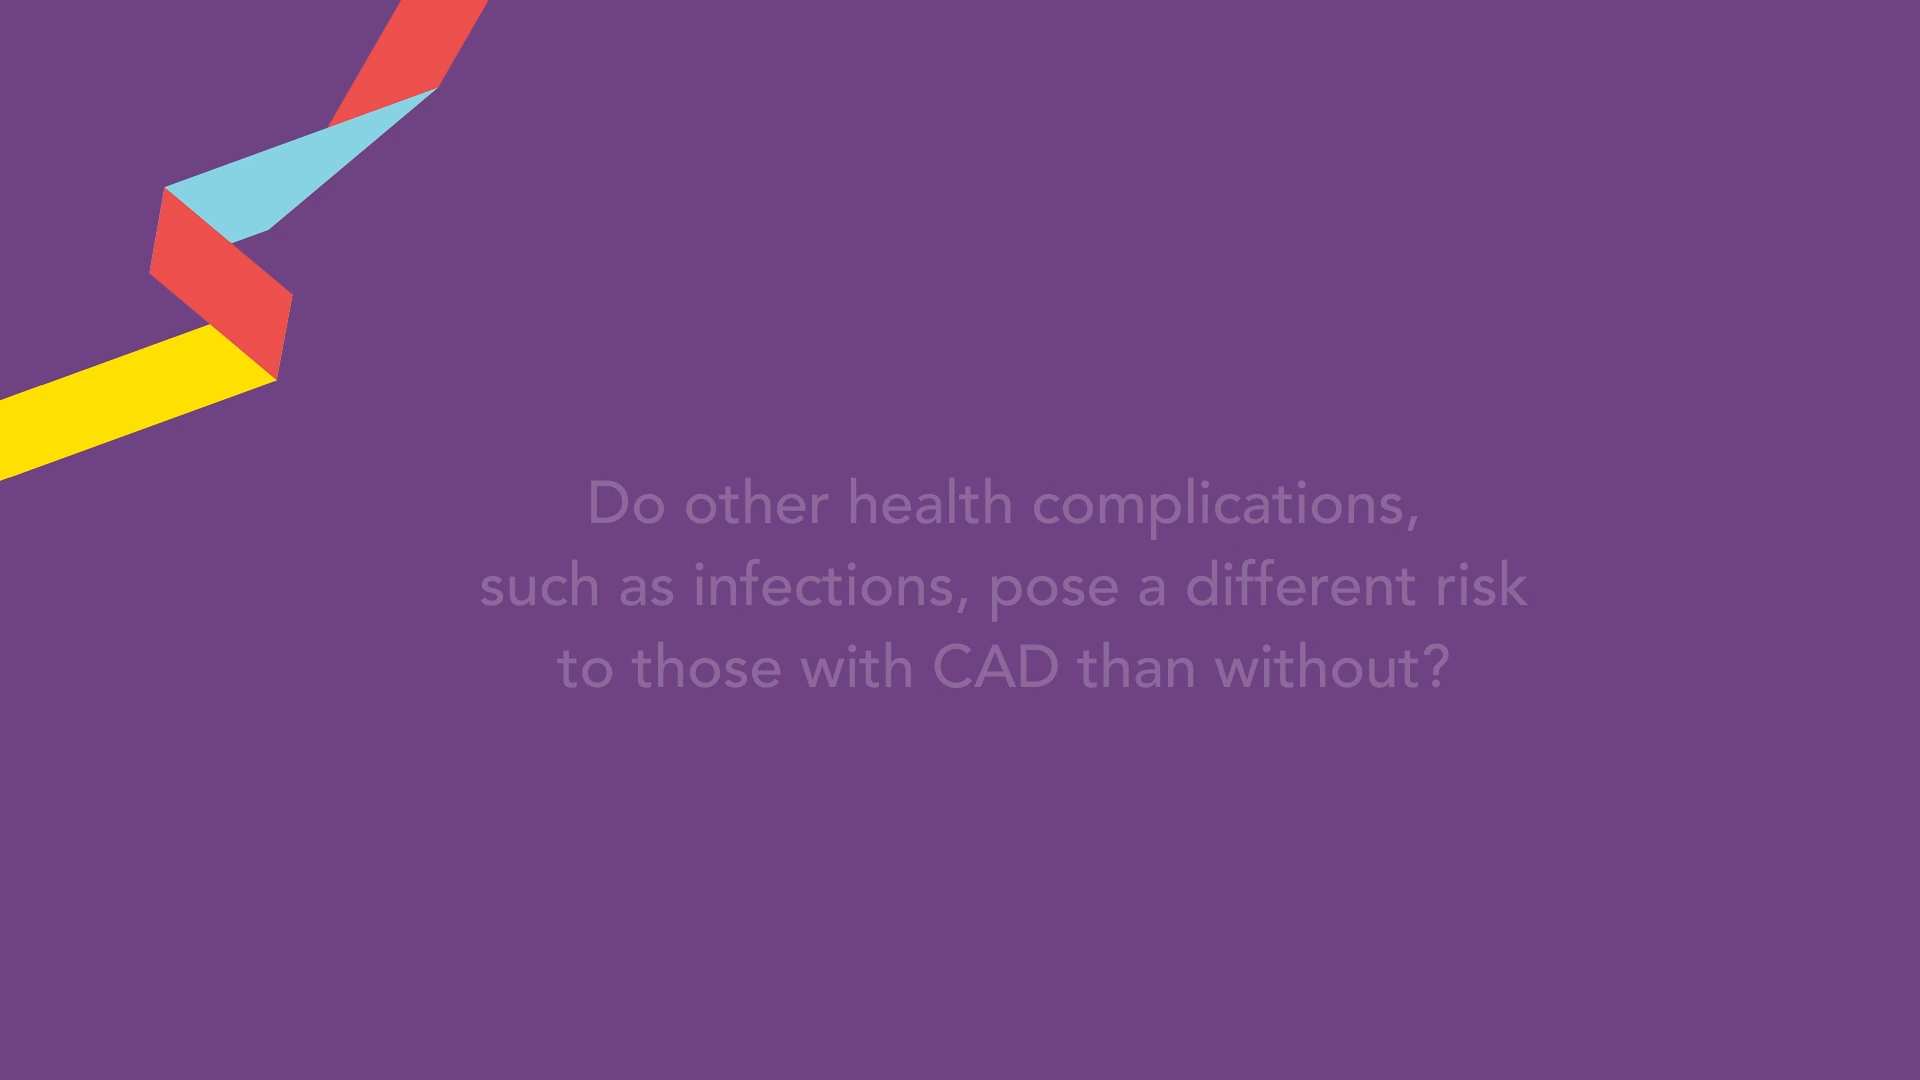 Do other health complications,
such as infections, pose a different risk
to those with CAD than without?